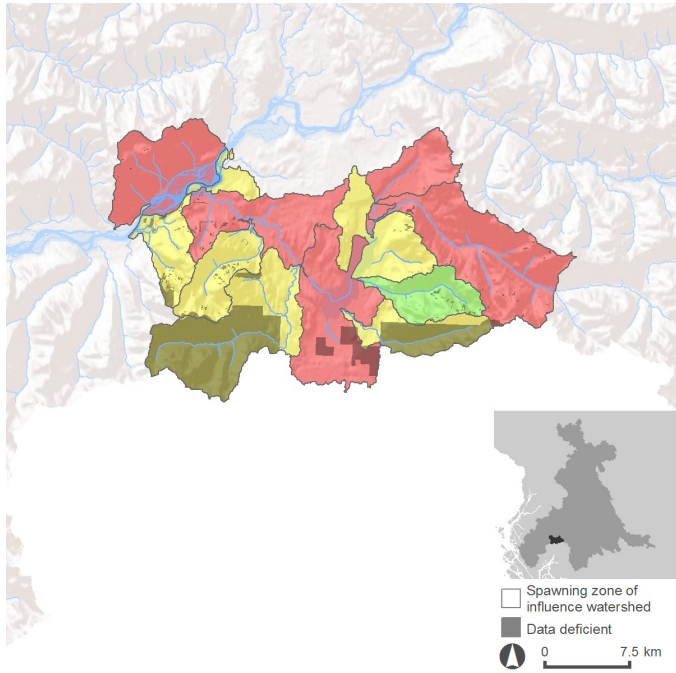 Spawning zone of
influence watershed
Data deficient
0 7.5 km